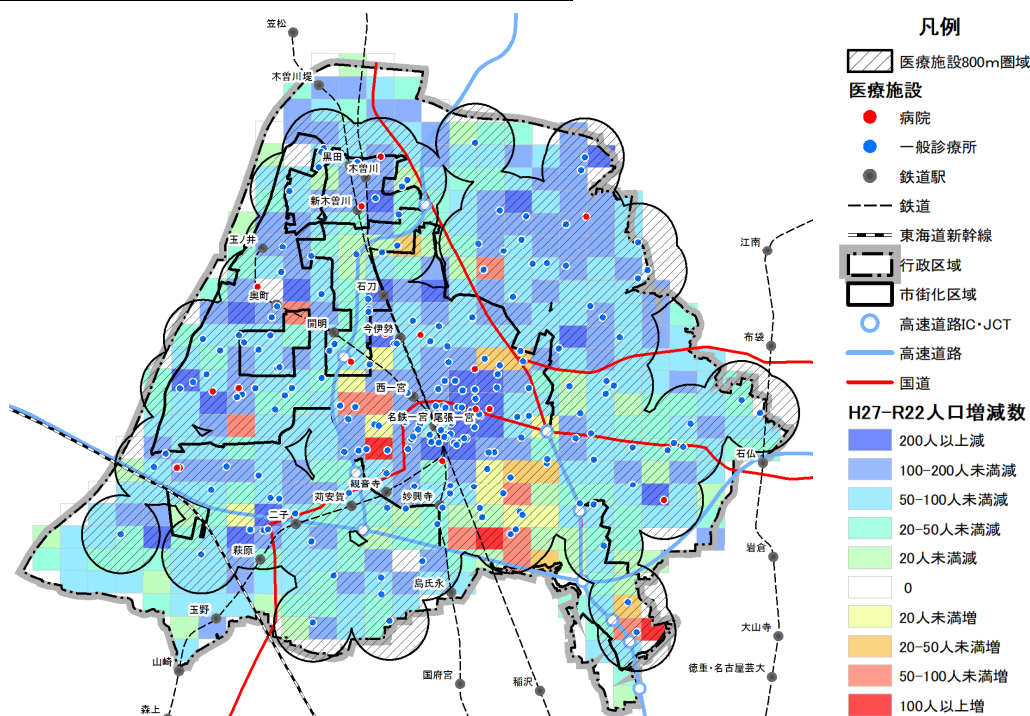 笠松
木曽川堤
黒田
木曽川
新木曽川
玉ノ井
江南
石刀
奥町
開明
今伊勢
布袋
西一宮
名鉄一宮
尾張一宮
石仏
観音寺
苅安賀
妙興寺
二子
萩原
岩倉
島氏永
玉野
大山寺
山崎
国府宮
稲沢
徳重・名古屋芸大
森上
凡例
医療施設800m圏域
医療施設
病院
一般診療所
鉄道駅
鉄道
東海道新幹線
行政区域
市街化区域
高速道路IC・JCT
高速道路
国道
H27-R22人口増減数
200人以上減
100-200人未満減
50-100人未満減
20-50人未満減
20人未満減
0
20人未満増
20-50人未満増
50-100人未満増
100人以上増